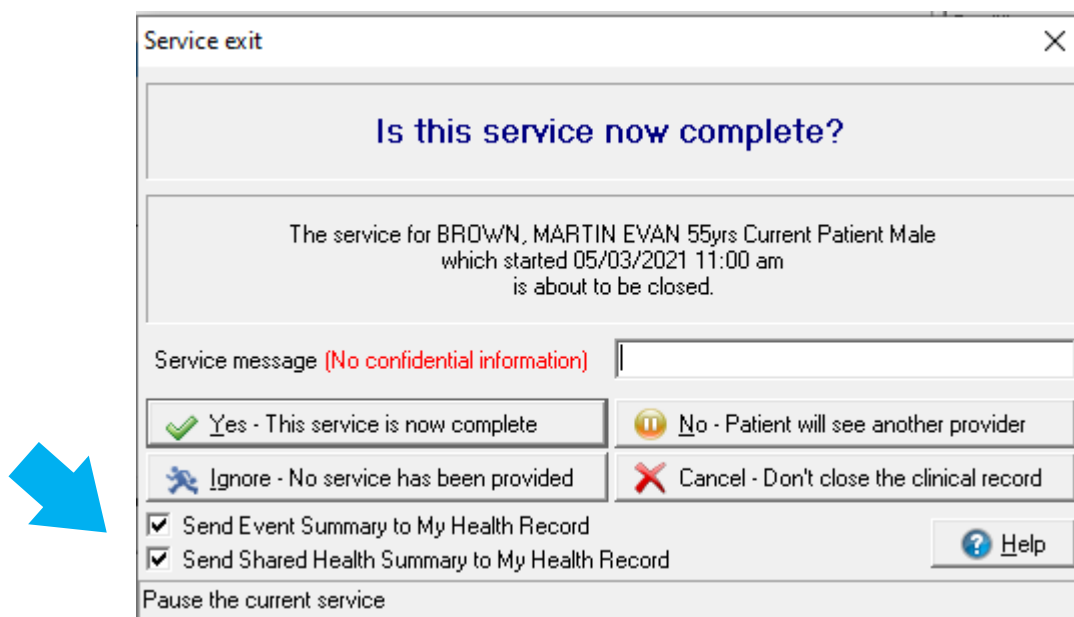 Service exit
Is this service now complete?
The service for BROWN, MARTIN EVAN 55yrs Current Patient Male
which started 05/03/2021 11:00 am
is about to be closed.
Service message (No confidential information)
Yes - This service is now complete
No - Patient will see another provider
Ignore - No service has been provided
Cancel - Don't close the clinical record
Send Event Summary to My Health Record
Send Shared Health Summary to My Health Record
Help
Pause the current service